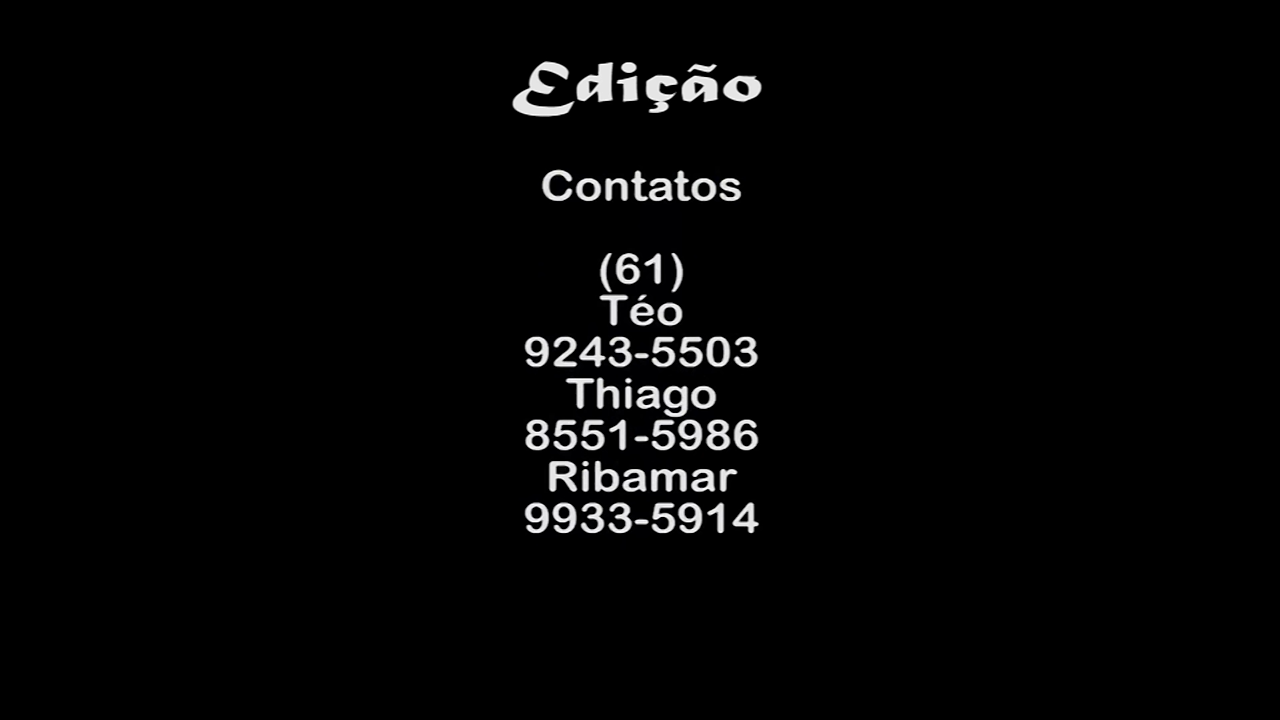 Edição
Contatos
(61)
Téo
9243-5503
Thiago
8551-5986
Ribamar
9933-5914